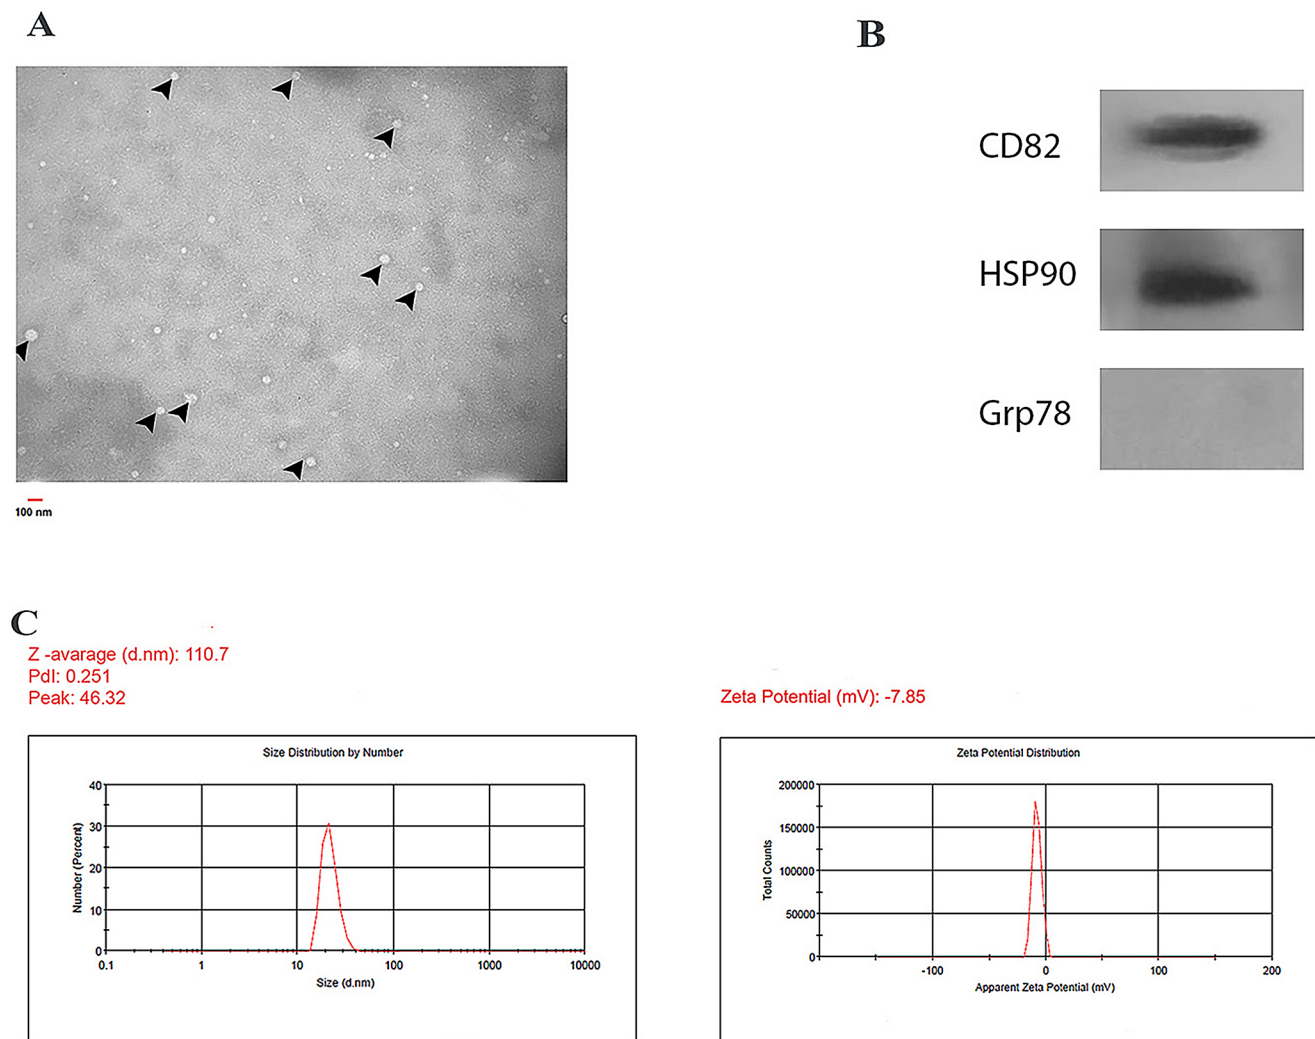 A
100 nm
B
CD82
HSP90
Grp78
C
Z -avarage (d.nm): 110.7
PdI: 0.251
Peak: 46.32
Size Distribution by Number
Number (Percent)
40
30
20
10
0
0.1 1 10 100 1000 10000
Size (d.nm)
Zeta Potential (mV): -7.85
Zeta Potential Distribution
Total Counts
200000
150000
100000
50000
0
-100 0 100 200
Apparent Zeta Potential (mV)